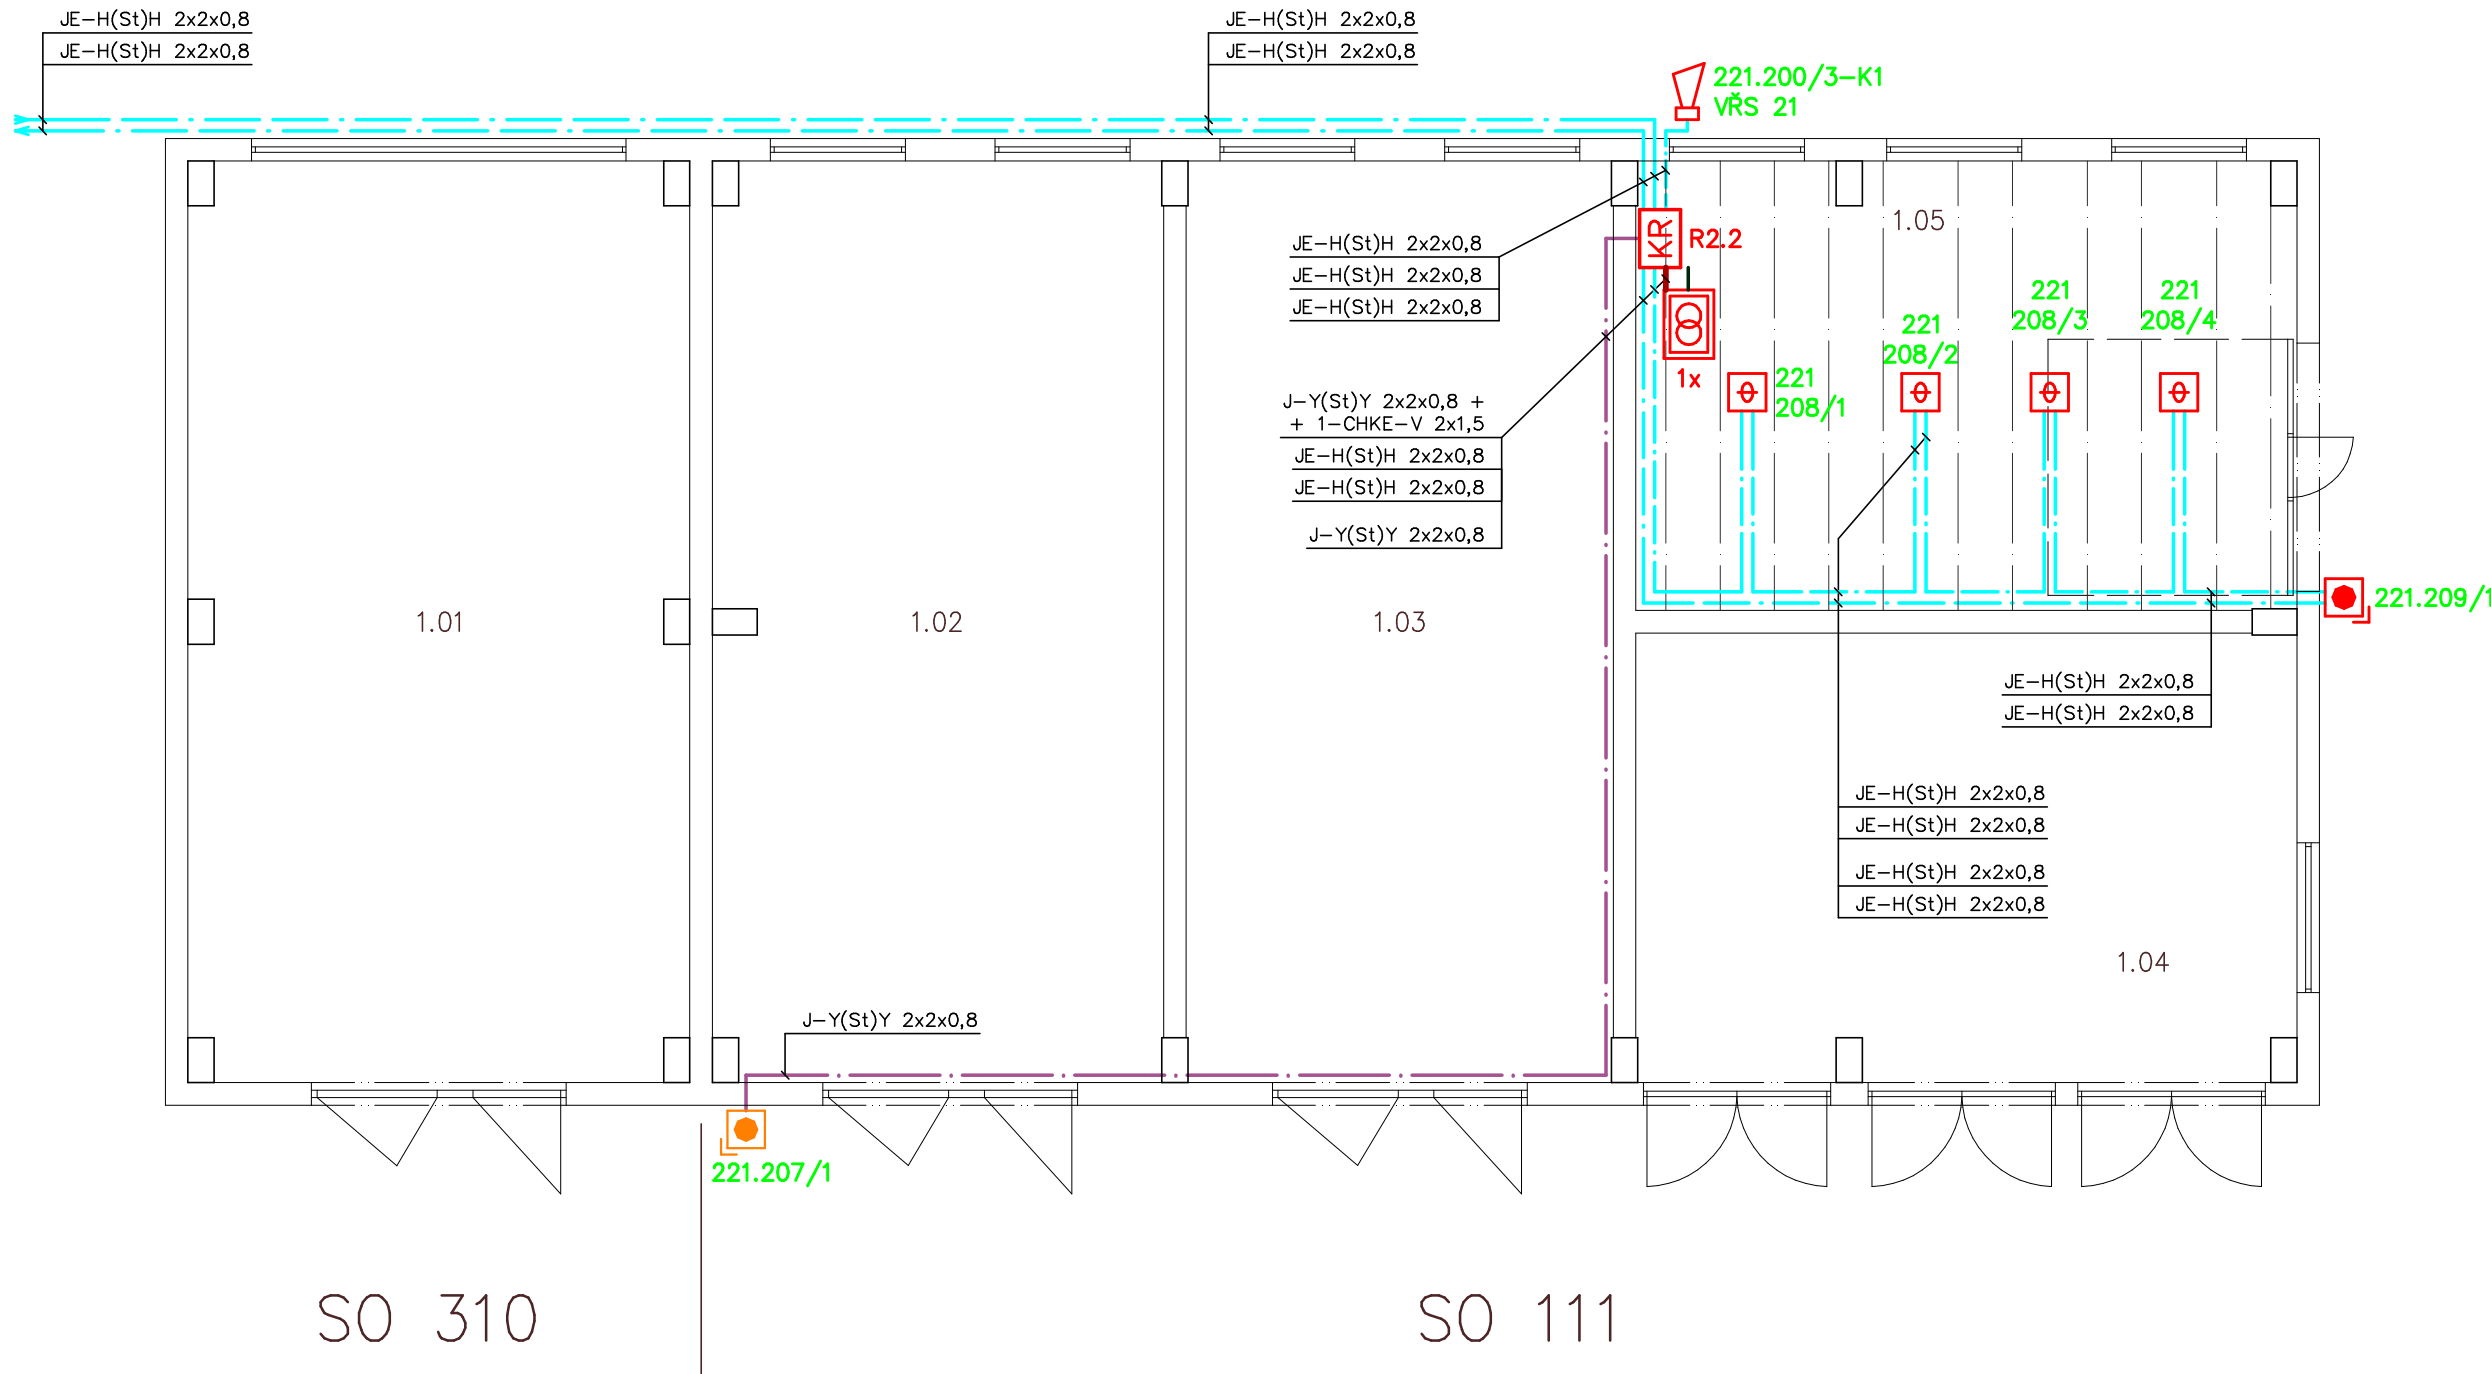 JE-H(St)H 2x2x0,8
JE-H(St)H 2x2x0,8
JE-H(St)H 2x2x0,8
JE-H(St)H 2x2x0,8
221.200/3-K1
VŘS 21
KR
R2.2
1.05
JE-H(St)H 2x2x0,8
JE-H(St)H 2x2x0,8
JE-H(St)H 2x2x0,8
1x
221
208/1
221
208/2
221
208/3
221
208/4
J-Y(St)Y 2x2x0,8 +
+ 1-CHKE-V 2x1,5
JE-H(St)H 2x2x0,8
JE-H(St)H 2x2x0,8
J-Y(St)Y 2x2x0,8
221.209/1
1.01
1.02
1.03
JE-H(St)H 2x2x0,8
JE-H(St)H 2x2x0,8
JE-H(St)H 2x2x0,8
JE-H(St)H 2x2x0,8
JE-H(St)H 2x2x0,8
JE-H(St)H 2x2x0,8
1.04
J-Y(St)Y 2x2x0,8
221.207/1
SO 310
SO 111